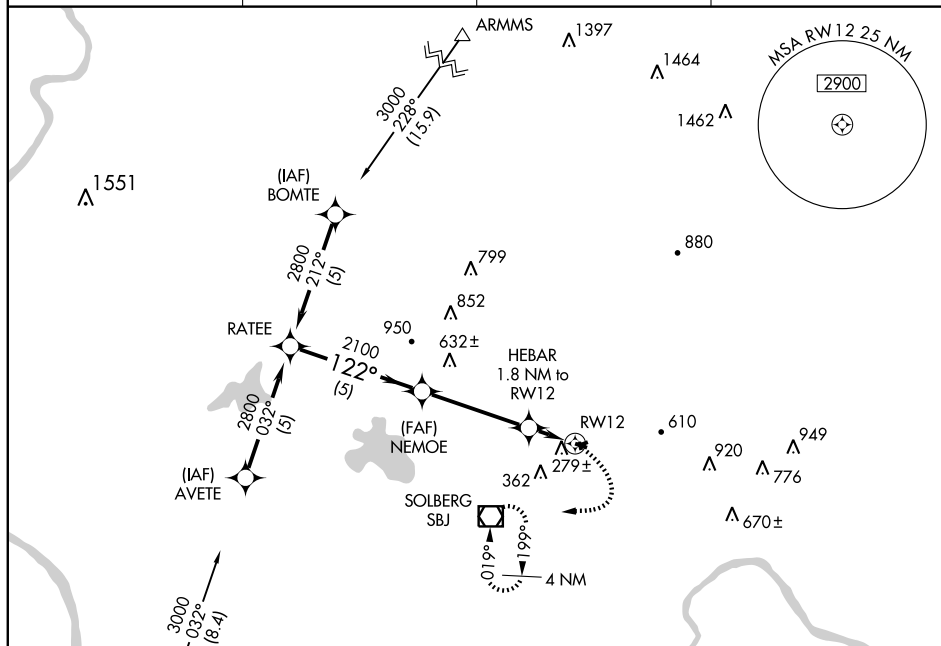 ARMMS
1397
MSA RW12 25 NM
1464
2900
1462
3000
228°
(15.9)
1551
(IAF)
BOMTE
880
2800
212°
(5)
799
852
RATEE
950
632±
2100
122°
(5)
HEBAR
1.8 NM to
RW12
RW12
610
2800
032°
(5)
(FAF)
NEMOE
949
920
776
279±
362
(IAF)
AVETE
SOLBERG
SBJ
670±
019°
199°
4 NM
3000
032°
(8.4)